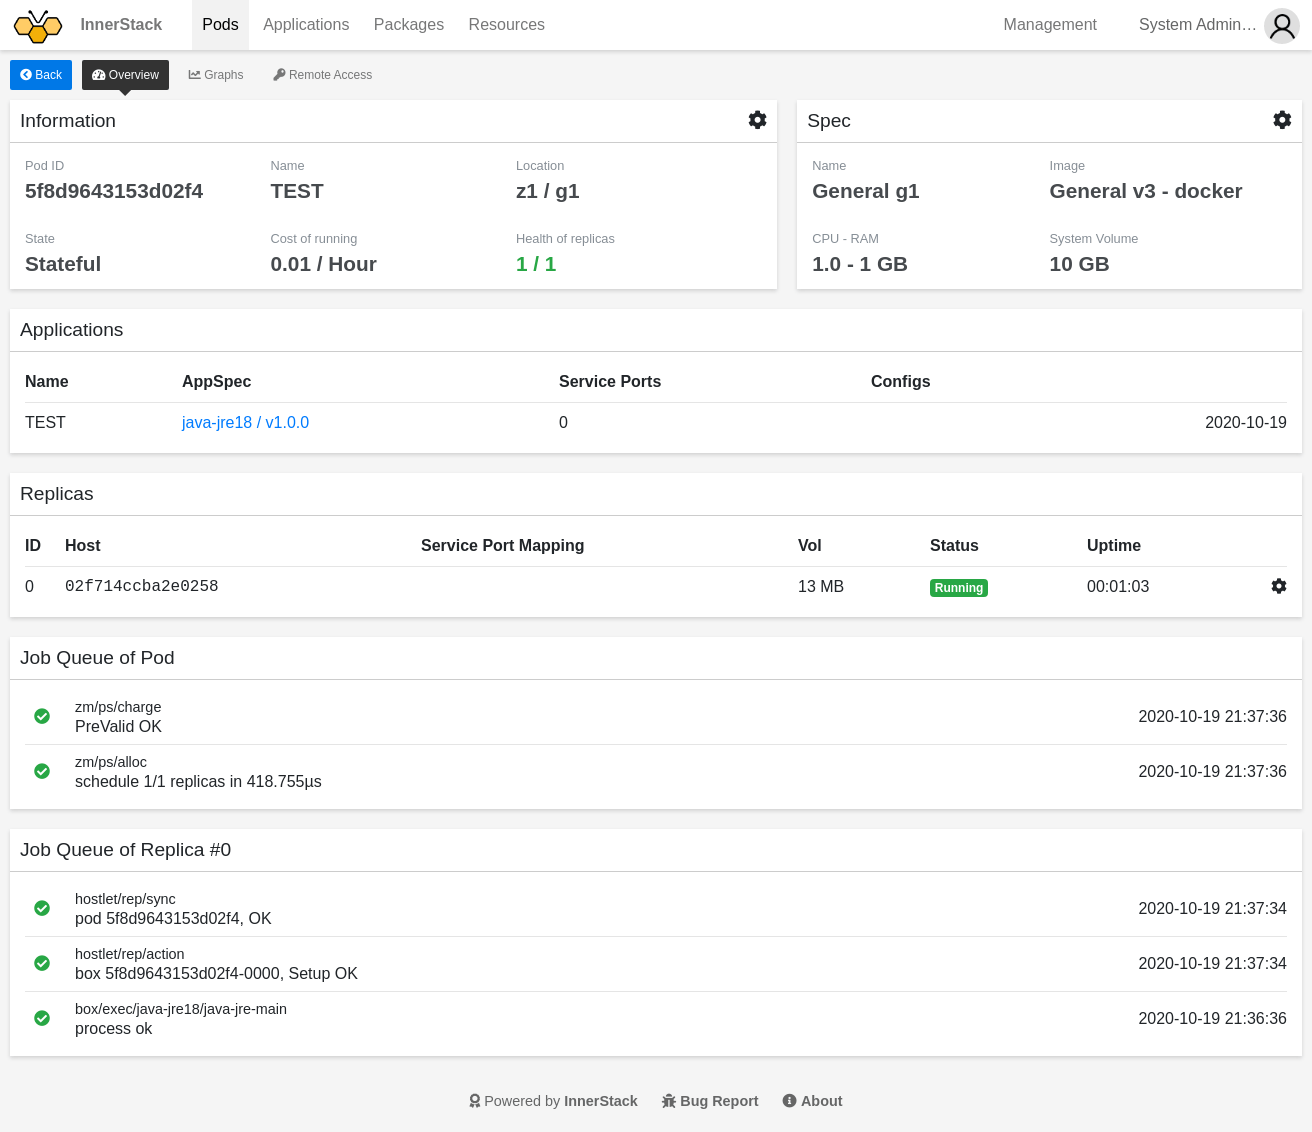 InnerStack Pods Applications Packages Resources Management System Admin…
Back Overview Graphs Remote Access
Information
Pod ID Name Location
5f8d9643153d02f4 TEST z1 / g1
State Cost of running Health of replicas
Stateful 0.01 / Hour 1 / 1
Spec
Name Image
General g1 General v3 - docker
CPU - RAM System Volume
1.0 - 1 GB 10 GB
Applications
Name AppSpec Service Ports Configs
TEST java-jre18 / v1.0.0 0 2020-10-19
Replicas
ID Host Service Port Mapping Vol Status Uptime
0 02f714ccba2e0258 13 MB Running 00:01:03
Job Queue of Pod
zm/ps/charge
PreValid OK 2020-10-19 21:37:36
zm/ps/alloc
schedule 1/1 replicas in 418.755µs 2020-10-19 21:37:36
Job Queue of Replica #0
hostlet/rep/sync
pod 5f8d9643153d02f4, OK 2020-10-19 21:37:34
hostlet/rep/action
box 5f8d9643153d02f4-0000, Setup OK 2020-10-19 21:37:34
box/exec/java-jre18/java-jre-main
process ok 2020-10-19 21:36:36
Powered by InnerStack Bug Report About